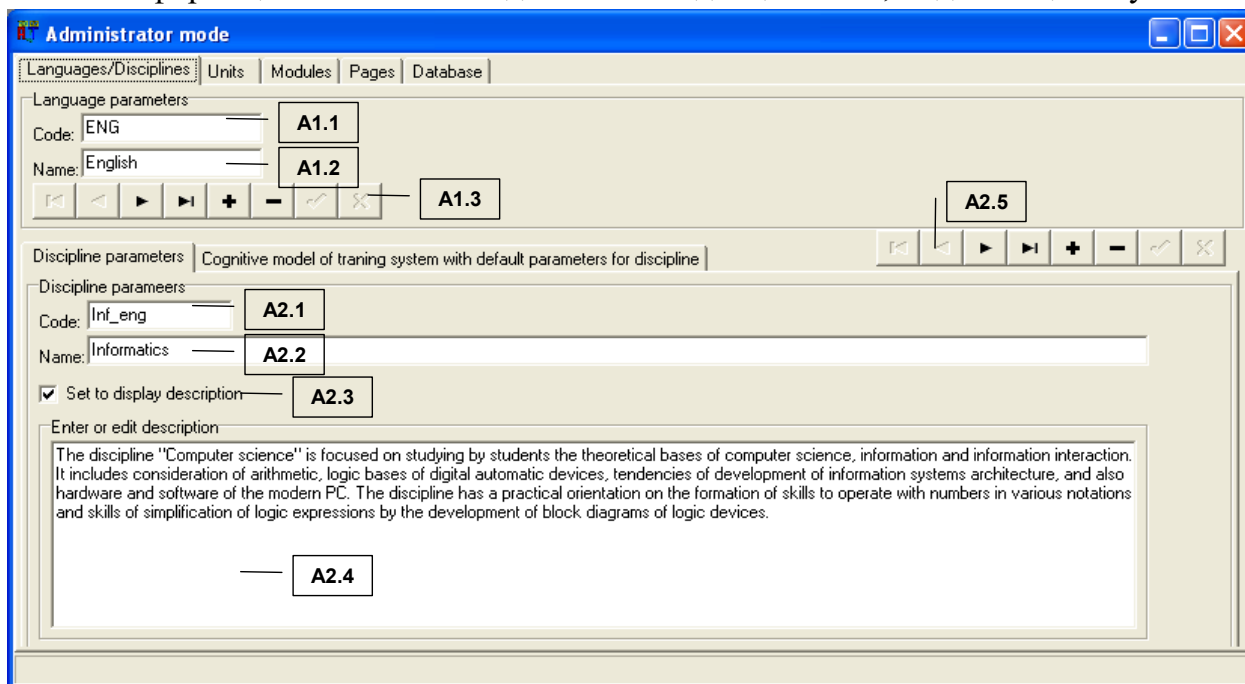 Administrator mode
Languages/Disciplines Units Modules Pages Database
Language parameters
Code: ENG A1.1
Name: English A1.2
A1.3
A2.5
Discipline parameters Cognitive model of traning system with default parameters for discipline
Discipline parameers
Code: Inf_eng A2.1
Name: Informatics A2.2
Set to display description A2.3
Enter or edit description
The discipline "Computer science" is focused on studying by students the theoretical bases of computer science, information and information interaction.
It includes consideration of arithmetic, logic bases of digital automatic devices, tendencies of development of information systems architecture, and also
hardware and software of the modern PC. The discipline has a practical orientation on the formation of skills to operate with numbers in various notations
and skills of simplification of logic expressions by the development of block diagrams of logic devices.
A2.4